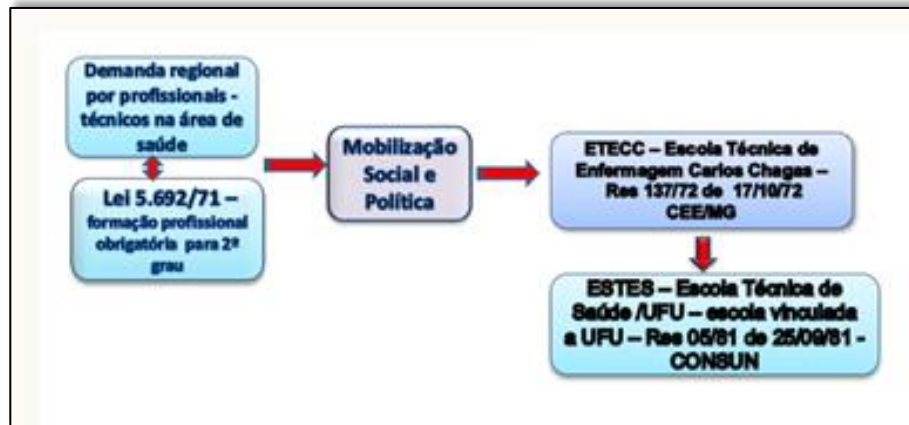 Demanda regional
por profissionais -
técnicos na área de
saúde
Lei 5.692/71 –
formação profissional
obrigatória para 2º
grau
Mobilização
Social e
Política
ETECC – Escola Técnica de
Enfermagem Carlos Chagas –
Res 137/72 de 17/10/72
CEE/MG
ESTES – Escola Técnica de
Saúde /UFU – escola vinculada
a UFU – Res 05/81 de 25/09/81 -
CONSUN